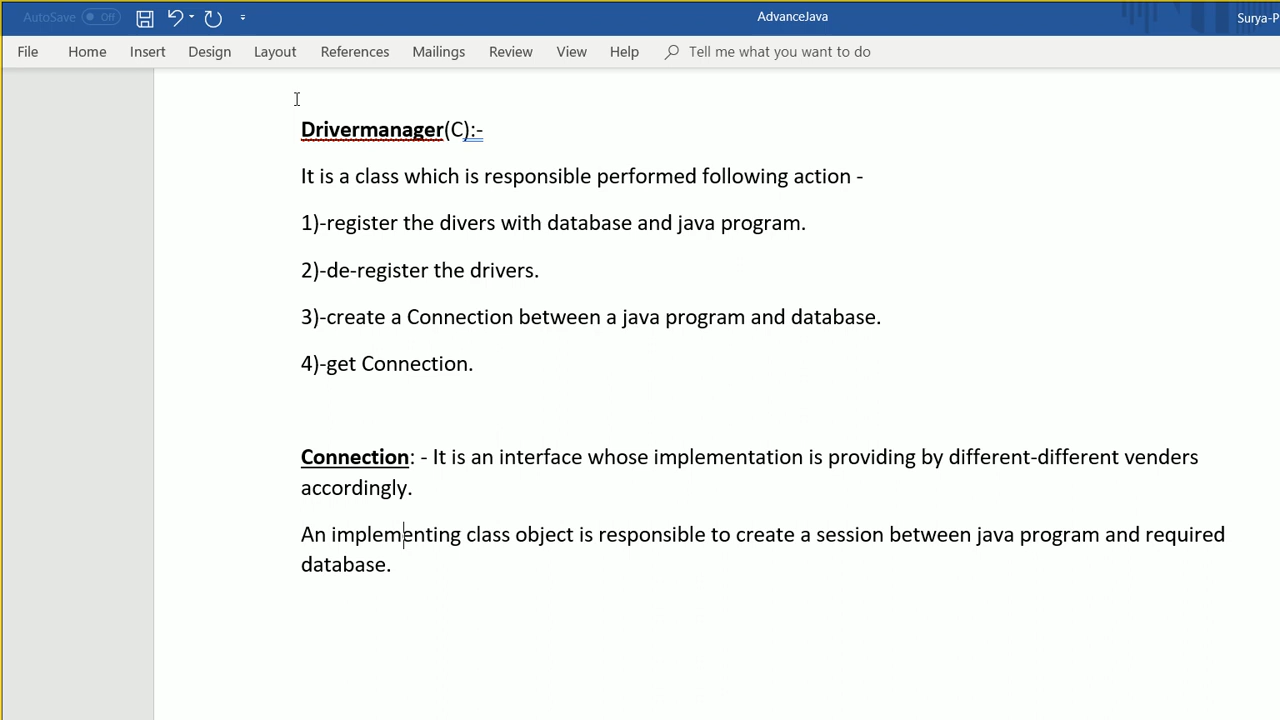 AutoSave Off AdvanceJava Surya-P
File Home Insert Design Layout References Mailings Review View Help Tell me what you want to do
Drivermanager(C):-
It is a class which is responsible performed following action -
1)-register the divers with database and java program.
2)-de-register the drivers.
3)-create a Connection between a java program and database.
4)-get Connection.
Connection: - It is an interface whose implementation is providing by different-different venders
accordingly.
An implementing class object is responsible to create a session between java program and required
database.